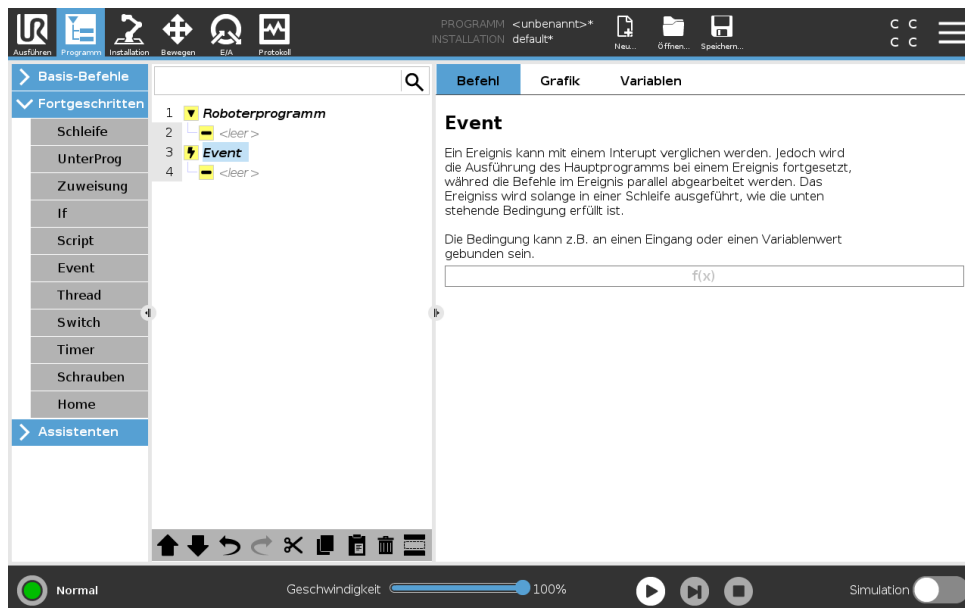 PROGRAMM <unbenannt>*
INSTALLATION default*
Ausführen Programm Installation Bewegen E/A Protokoll
Neu... Öffnen... Speichern...
C C
C C
Basis-Befehle
Fortgeschritten
Schleife
UnterProg
Zuweisung
If
Script
Event
Thread
Switch
Timer
Schrauben
Home
Assistenten
1 Roboterprogramm
2 <leer>
3 Event
4 <leer>
Befehl Grafik Variablen
Event
Ein Ereignis kann mit einem Interupt verglichen werden. Jedoch wird
die Ausführung des Hauptprogramms bei einem Ereignis fortgesetzt,
währed die Befehle im Ereignis parallel abgearbeitet werden. Das
Ereigniss wird solange in einer Schleife ausgeführt, wie die unten
stehende Bedingung erfüllt ist.
Die Bedingung kann z.B. an einen Eingang oder einen Variablenwert
gebunden sein.
f(x)
Normal
Geschwindigkeit 100%
Simulation